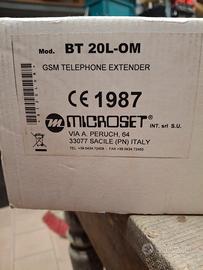 Mod. BT 20L-OM
GSM TELEPHONE EXTENDER
CE 1987
MICROSET INT. srl S.U.
VIA A. PERUCH, 64
33077 SACILE (PN) ITALY